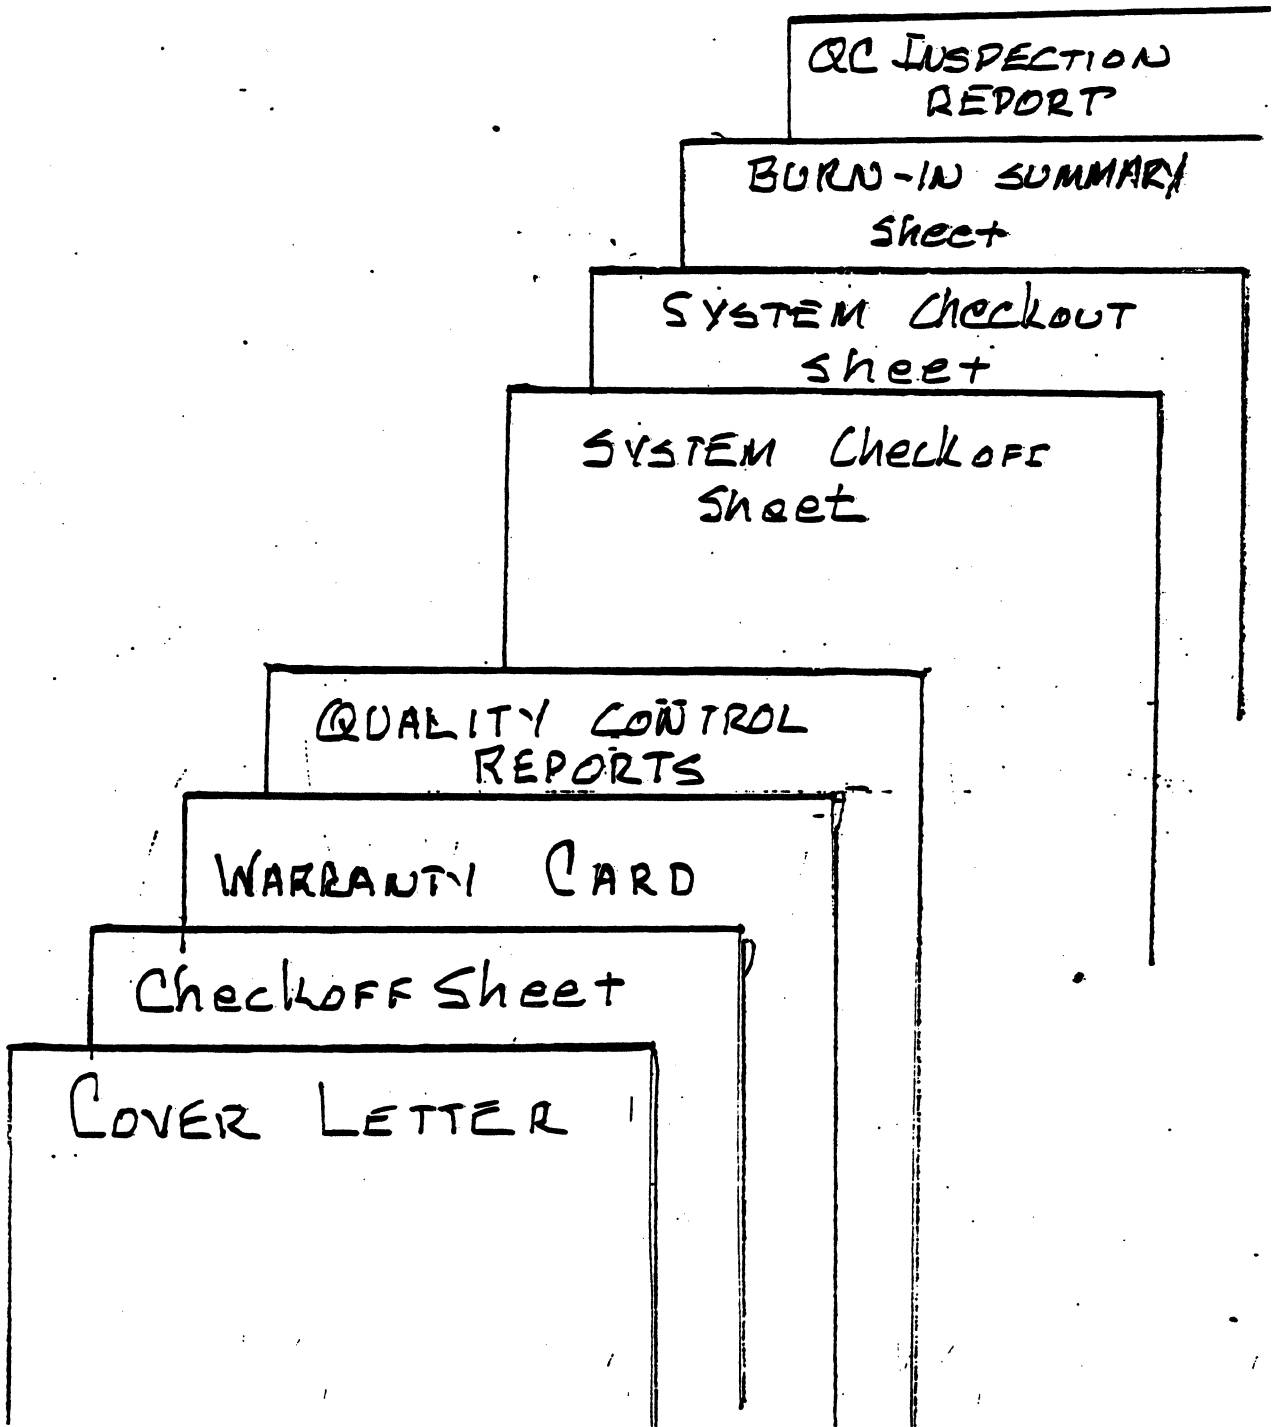 QC INSPECTION
REPORT
BURN-IN SUMMARY
Sheet
SYSTEM Checkout
Sheet
SYSTEM Checkoff
Sheet
QUALITY CONTROL
REPORTS
WARRANTY CARD
Checkoff Sheet
COVER LETTER